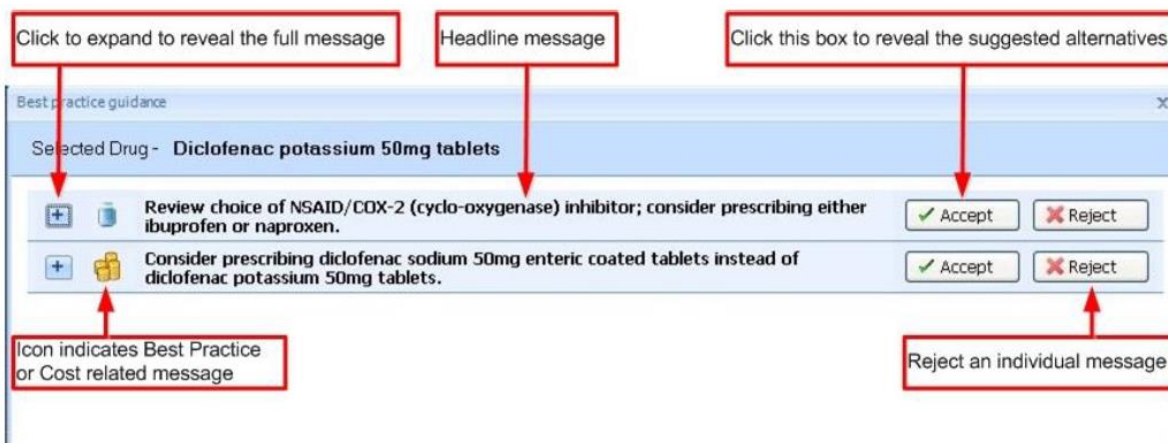 Click to expand to reveal the full message
Headline message
Click this box to reveal the suggested alternatives
Best practice guidance
Selected Drug - Diclofenac potassium 50mg tablets
Review choice of NSAID/COX-2 (cyclo-oxygenase) inhibitor; consider prescribing either
ibuprofen or naproxen.
Accept
Reject
Consider prescribing diclofenac sodium 50mg enteric coated tablets instead of
diclofenac potassium 50mg tablets.
Accept
Reject
Icon indicates Best Practice
or Cost related message
Reject an individual message